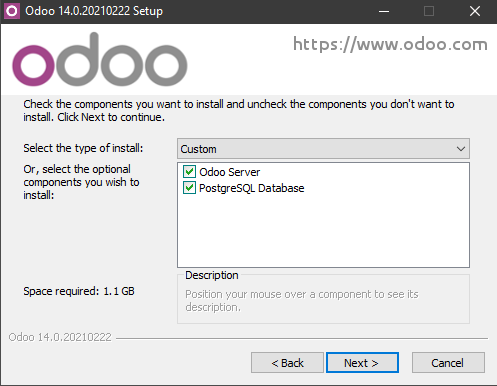 Odoo 14.0.20210222 Setup
odoo
https://www.odoo.com
Check the components you want to install and uncheck the components you don't want to
install. Click Next to continue.
Select the type of install:
Custom
Or, select the optional
components you wish to
install:
Odoo Server
PostgreSQL Database
Space required: 1.1 GB
Description
Position your mouse over a component to see its
description.
Odoo 14.0.20210222
< Back
Next >
Cancel